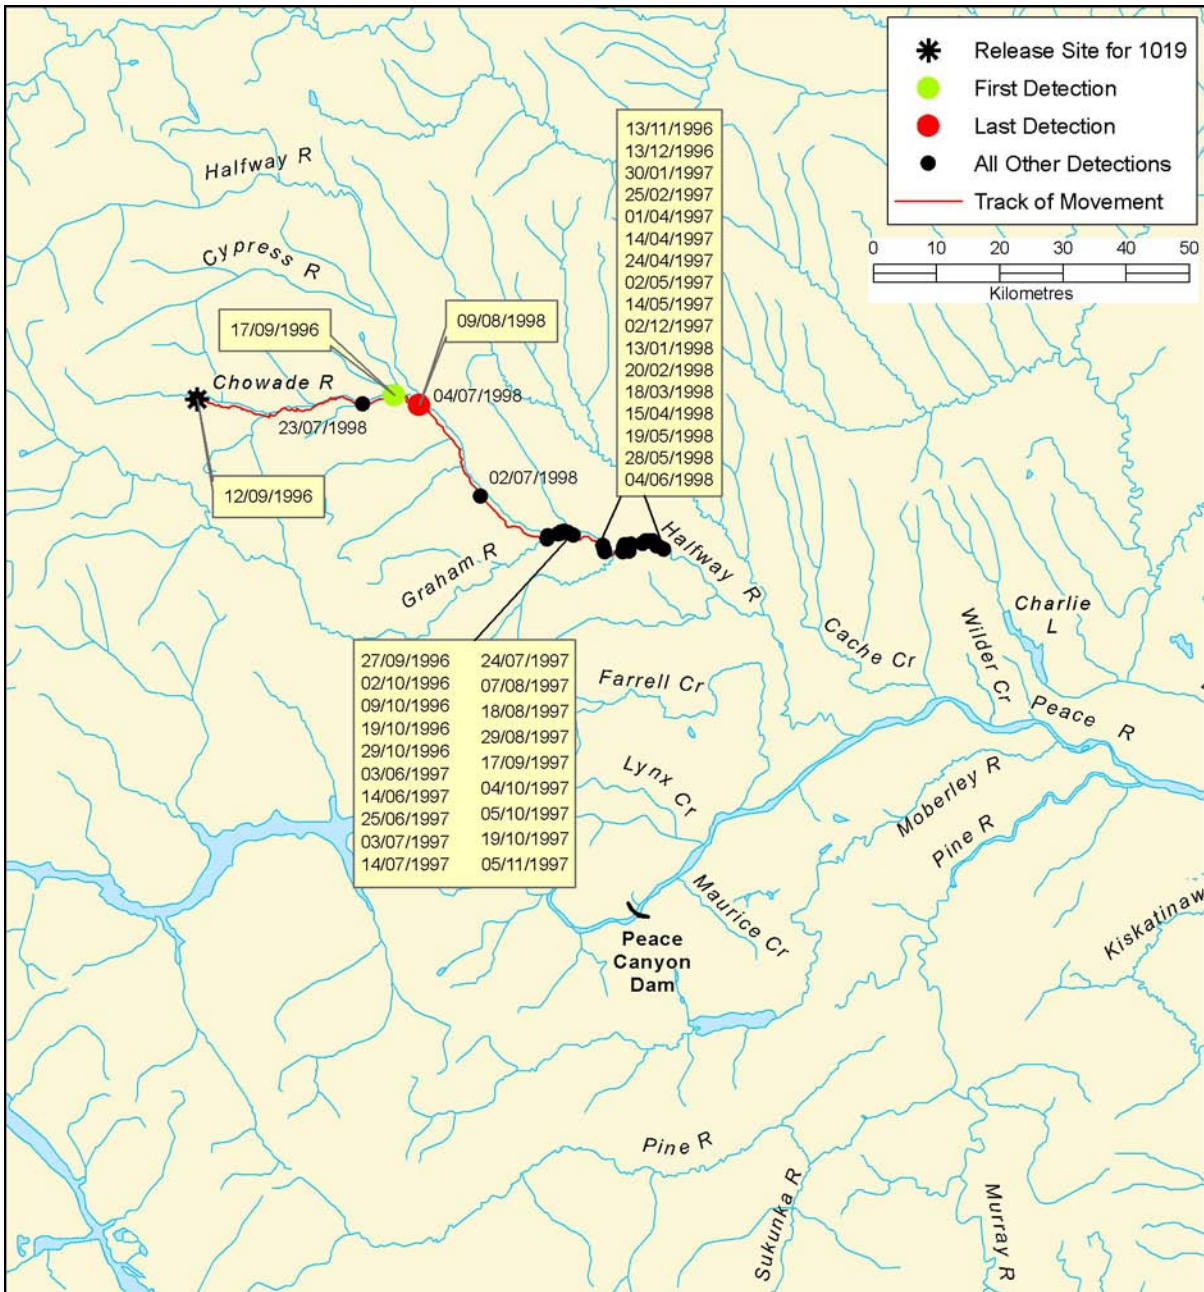 Release Site for 1019
First Detection
Last Detection
All Other Detections
Track of Movement
0 10 20 30 40 50
Kilometres
Halfway R
Cypress R
17/09/1996
09/08/1998
Chowade R
04/07/1998
23/07/1998
12/09/1996
02/07/1998
13/11/1996
13/12/1996
30/01/1997
25/02/1997
01/04/1997
14/04/1997
24/04/1997
02/05/1997
14/05/1997
02/12/1997
13/01/1998
20/02/1998
18/03/1998
15/04/1998
19/05/1998
28/05/1998
04/06/1998
Graham R
Halfway R
27/09/1996 24/07/1997
02/10/1996 07/08/1997
09/10/1996 18/08/1997
19/10/1996 29/08/1997
29/10/1996 17/09/1997
03/06/1997 04/10/1997
14/06/1997 05/10/1997
25/06/1997 19/10/1997
03/07/1997 05/11/1997
14/07/1997
Farrell Cr
Cache Cr
Wilder Cr
Charlie
L
Peace R
Lynx Cr
Moberley R
Pine R
Maurice Cr
Kiskatinaw
Peace
Canyon
Dam
Pine R
Sukunka R
Murray R